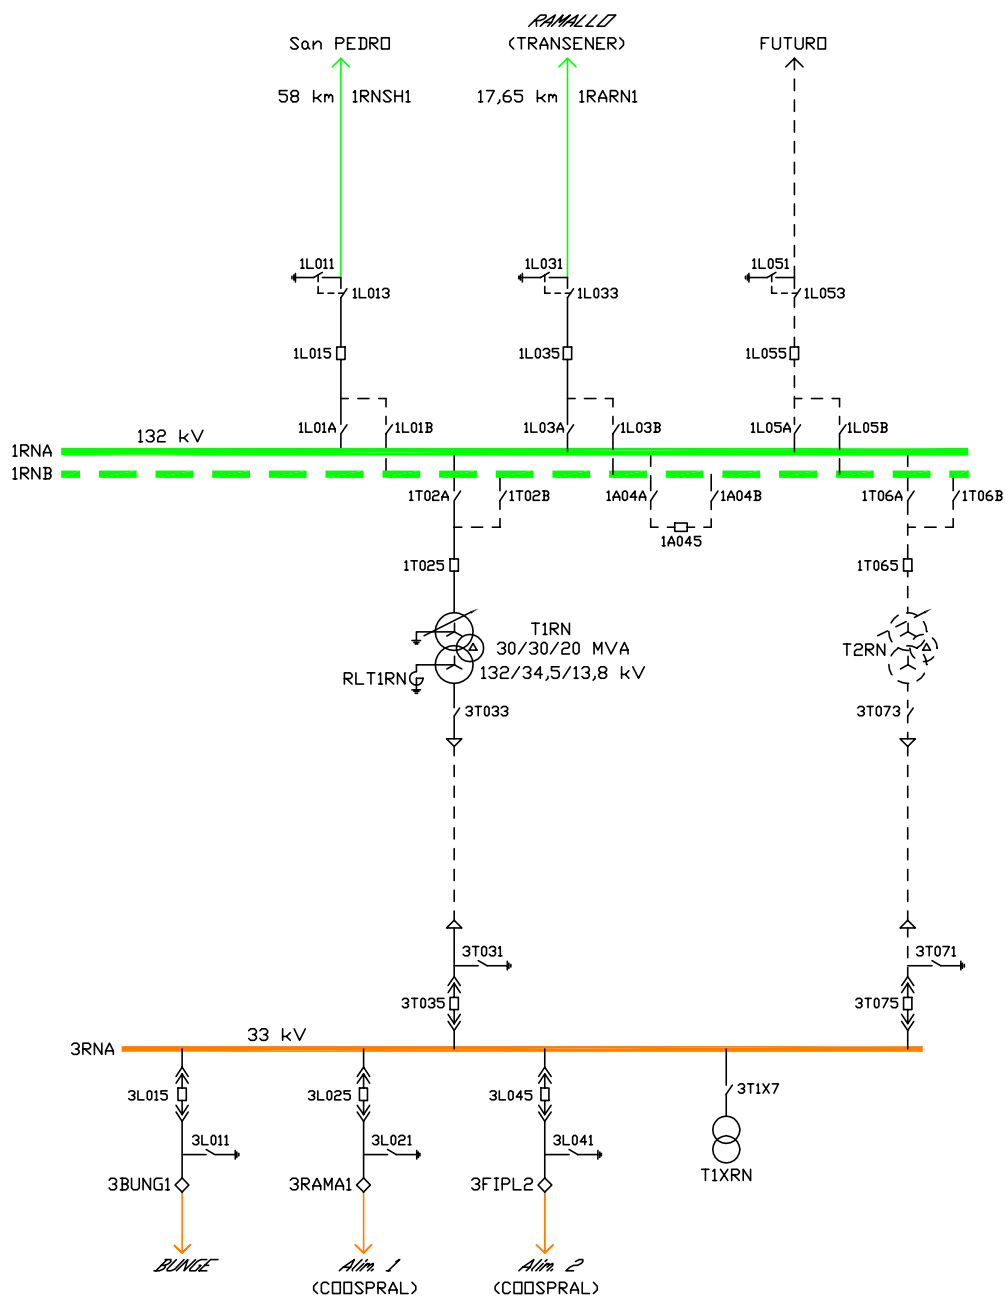 RAMALLO
San PEDRO
(TRANSENER)
FUTURO
58 km
1RNSH1
17,65 km
1RARN1
1L011
1L031
1L051
1L013
1L033
1L053
1L015
1L035
1L055
1L01A
1L01B
1L03A
1L03B
1L05A
1L05B
132 kV
1RNA
1RNB
1T02A
1T02B
1A04A
1A04B
1T06A
1T06B
1A045
1T025
1T065
T1RN
30/30/20 MVA
132/34,5/13,8 kV
RLT1RN
T2RN
3T033
3T073
3T031
3T071
3T035
3T075
33 kV
3RNA
3L015
3L025
3L045
3T1X7
3L011
3L021
3L041
T1XRN
3BUNG1
3RAMA1
3FIPL2
BUNGE
Alim. 1
(COOSPRAL)
Alim. 2
(COOSPRAL)